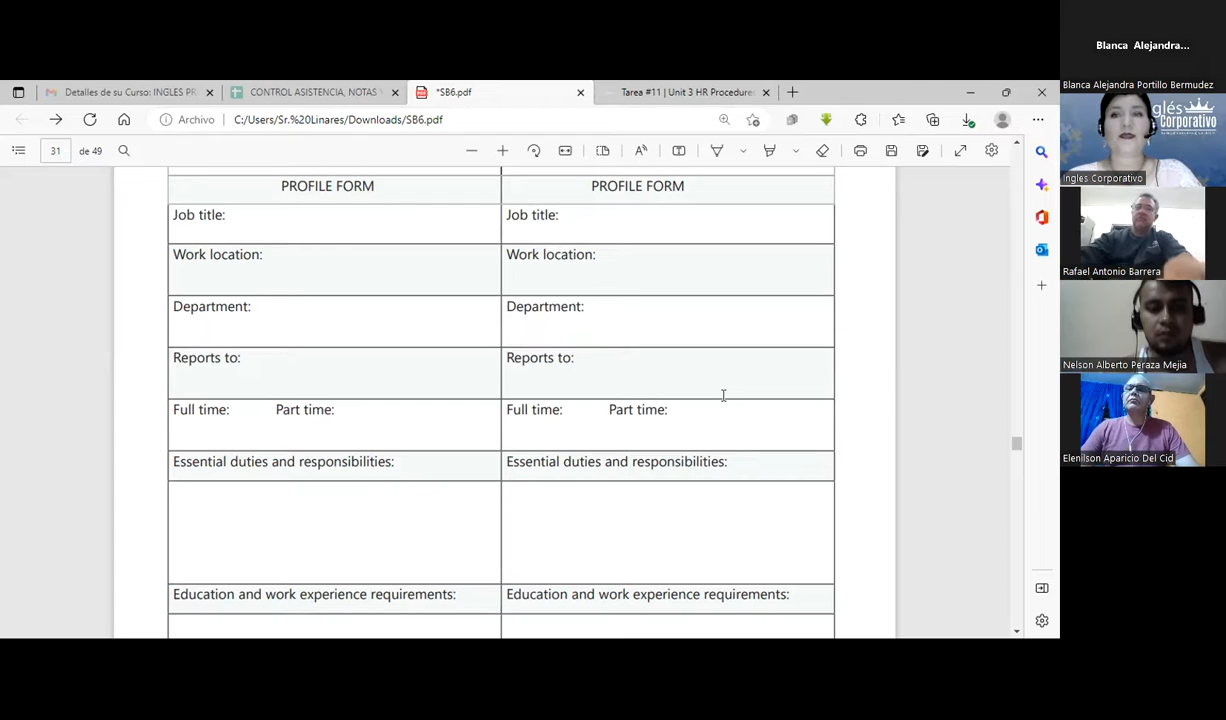 Detalles de su Curso: INGLES PR
CONTROL ASISTENCIA, NOTAS
*SB6.pdf
Tarea #11 | Unit 3 HR Procedure
Archivo
C:/Users/Sr.%20Linares/Downloads/SB6.pdf
31 de 49
PROFILE FORM PROFILE FORM
Job title: Job title:
Work location: Work location:
Department: Department:
Reports to: Reports to:
Full time: Part time: Full time: Part time:
Essential duties and responsibilities: Essential duties and responsibilities:
Education and work experience requirements: Education and work experience requirements:
Blanca Alejandra...
Blanca Alejandra Portillo Bermudez
glés
Corporativo
Ingles Corporativo
Rafael Antonio Barrera
Nelson Alberto Peraza Mejia
Elenilson Aparicio Del Cid